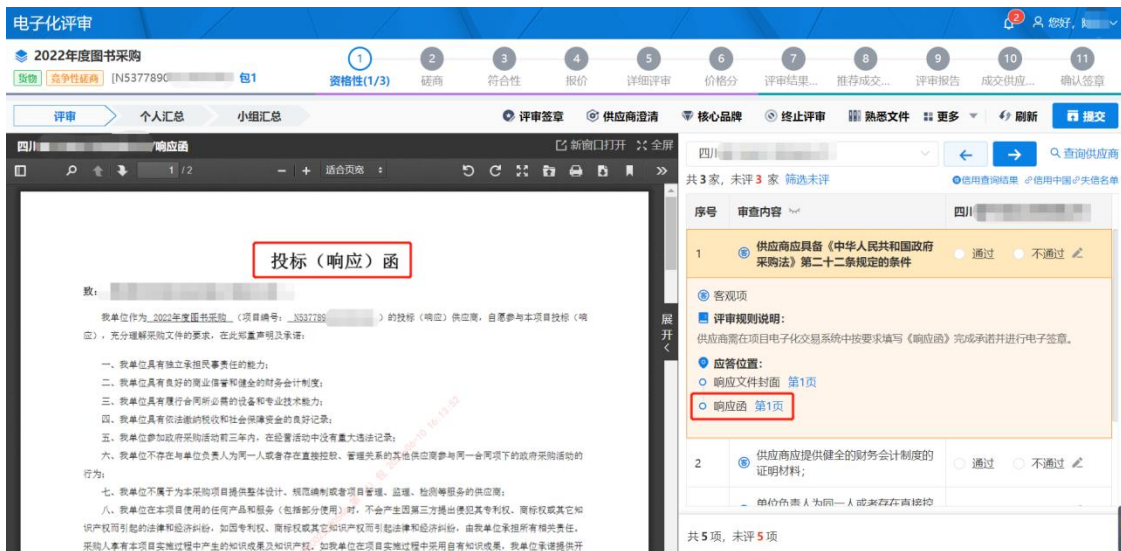 电子化评审
2 您好，
2022年度图书采购
货物 竞争性磋商 [N5377890 包1
1 2 3 4 5 6 7 8 9 10 11
资格性(1/3) 磋商 符合性 报价 详细评审 价格分 评审结果... 推荐成交... 评审报告 成交供应... 确认签章
评审 个人汇总 小组汇总 评审签章 供应商澄清 核心品牌 终止评审 熟悉文件 更多 刷新 提交
四川 /响应函 新窗口打开 全屏
1 / 2 适合页宽
投标（响应）函
致：
我单位作为 2022年度图书采购 （项目编号： N537789 ）的投标（响应）供应商，自愿参与本项目投标（响
应），充分理解采购文件的要求，在此郑重声明及承诺：
一、我单位具有独立承担民事责任的能力；
二、我单位具有良好的商业信誉和健全的财务会计制度；
三、我单位具有履行合同所必需的设备和专业技术能力；
四、我单位具有依法缴纳税收和社会保障资金的良好记录；
五、我单位参加政府采购活动前三年内，在经营活动中没有重大违法记录；
六、我单位不存在与单位负责人为同一人或者存在直接控股、管理关系的其他供应商参与同一合同项下的政府采购活动的
行为；
七、我单位不属于为本采购项目提供整体设计、规范编制或者项目管理、监理、检测等服务的供应商；
八、我单位在本项目使用的任何产品和服务（包括部分使用）时，不会产生因第三方提出侵犯其专利权、商标权或其它知
识产权而引起的法律和经济纠纷，如因专利权、商标权或其它知识产权而引起法律和经济纠纷，由我单位承担所有相关责任。
采购人享有本项目实施过程中产生的知识成果及知识产权。如我单位在项目实施过程中采用自有知识成果，我单位承诺提供开
展开
四川 查询供应商
共3家，未评3 家 筛选未评 信用查询结果 信用中国 失信名单
序号 审查内容 四川
1 客 供应商应具备《中华人民共和国政府
采购法》第二十二条规定的条件 通过 不通过
客 客观项
评审规则说明：
供应商需在项目电子化交易系统中按要求填写《响应函》完成承诺并进行电子签章。
应答位置：
响应文件封面 第1页
响应函 第1页
2 客 供应商应提供健全的财务会计制度的
证明材料； 通过 不通过
单位负责人为同一人或者存在直接控
共5项，未评5项